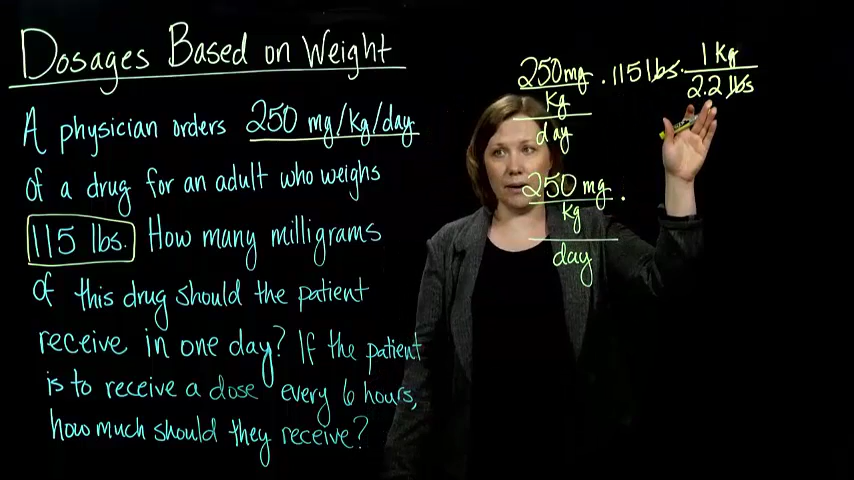 Dosages Based on Weight
A physician orders 250 mg/kg/day
of a drug for an adult who weighs
115 lbs. How many milligrams
of this drug should the patient
receive in one day? If the patient
is to receive a dose every 6 hours,
how much should they receive?
250mg · 115 lbs · 1 kg
kg 2.2 lbs
day
250 mg ·
kg
day